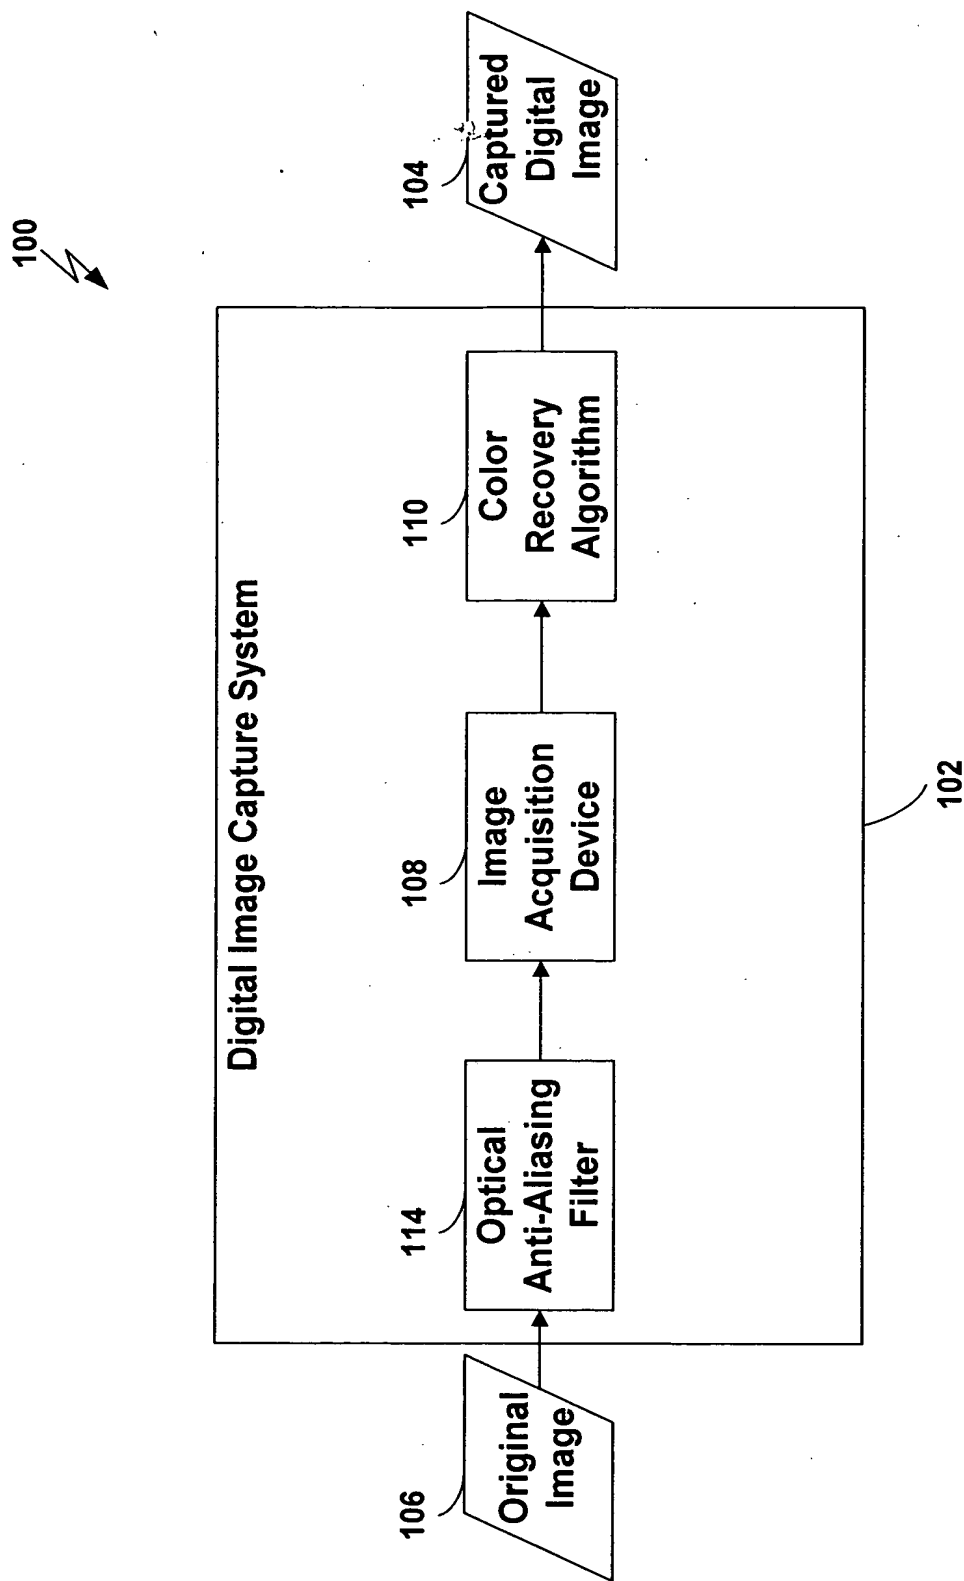 100
Digital Image Capture System
106
Original
Image
114
Optical
Anti-Aliasing
Filter
108
Image
Acquisition
Device
110
Color
Recovery
Algorithm
104
Captured
Digital
Image
102